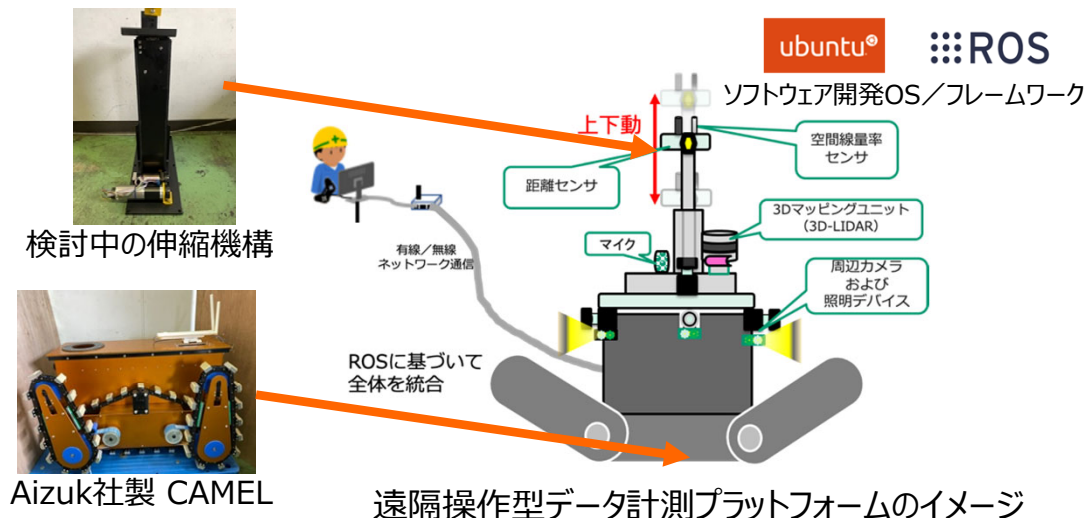 ubuntu®
ROS
ソフトウェア開発OS／フレームワーク
上下動
空間線量率
センサ
距離センサ
3Dマッピングユニット
（3D-LIDAR）
マイク
有線／無線
ネットワーク通信
周辺カメラ
および
照明デバイス
検討中の伸縮機構
ROSに基づいて
全体を統合
Aizuk社製 CAMEL
遠隔操作型データ計測プラットフォームのイメージ